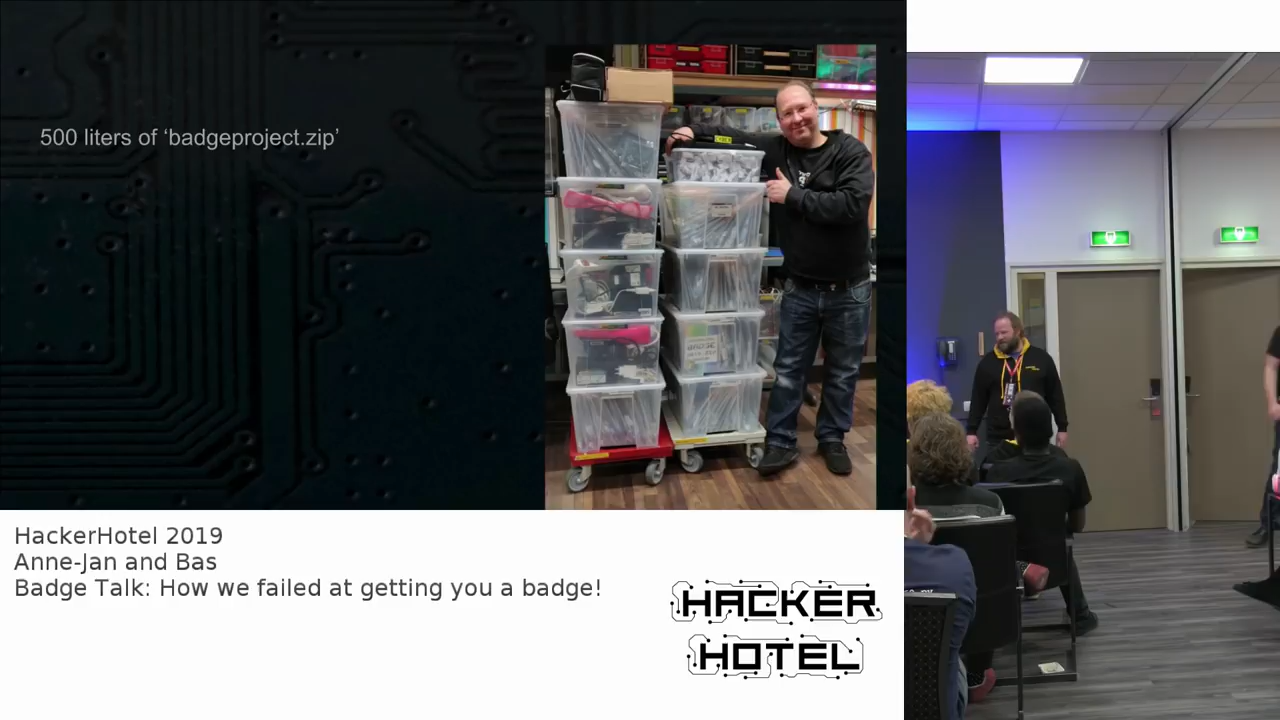 500 liters of ‘badgeproject.zip’
HackerHotel 2019
Anne-Jan and Bas
Badge Talk: How we failed at getting you a badge!
HACKER
HOTEL